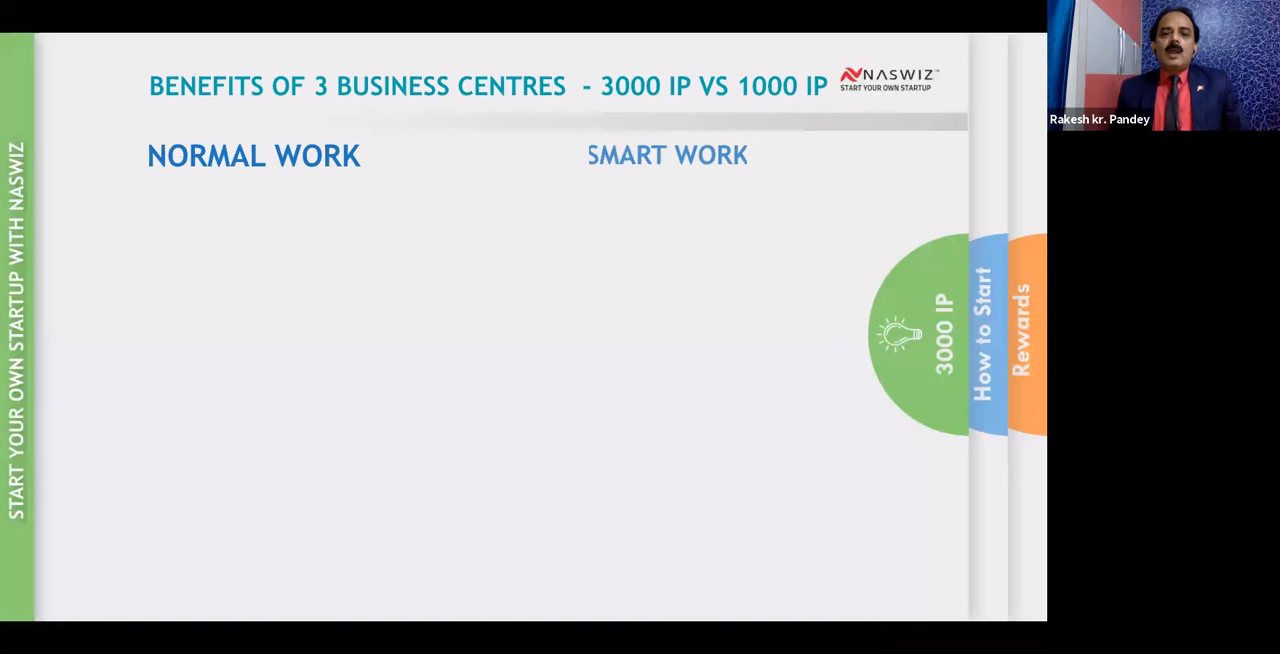 BENEFITS OF 3 BUSINESS CENTRES - 3000 IP VS 1000 IP
NASWIZ™
START YOUR OWN STARTUP
NORMAL WORK
SMART WORK
START YOUR OWN STARTUP WITH NASWIZ
3000 IP
How to Start
Rewards
Rakesh kr. Pandey